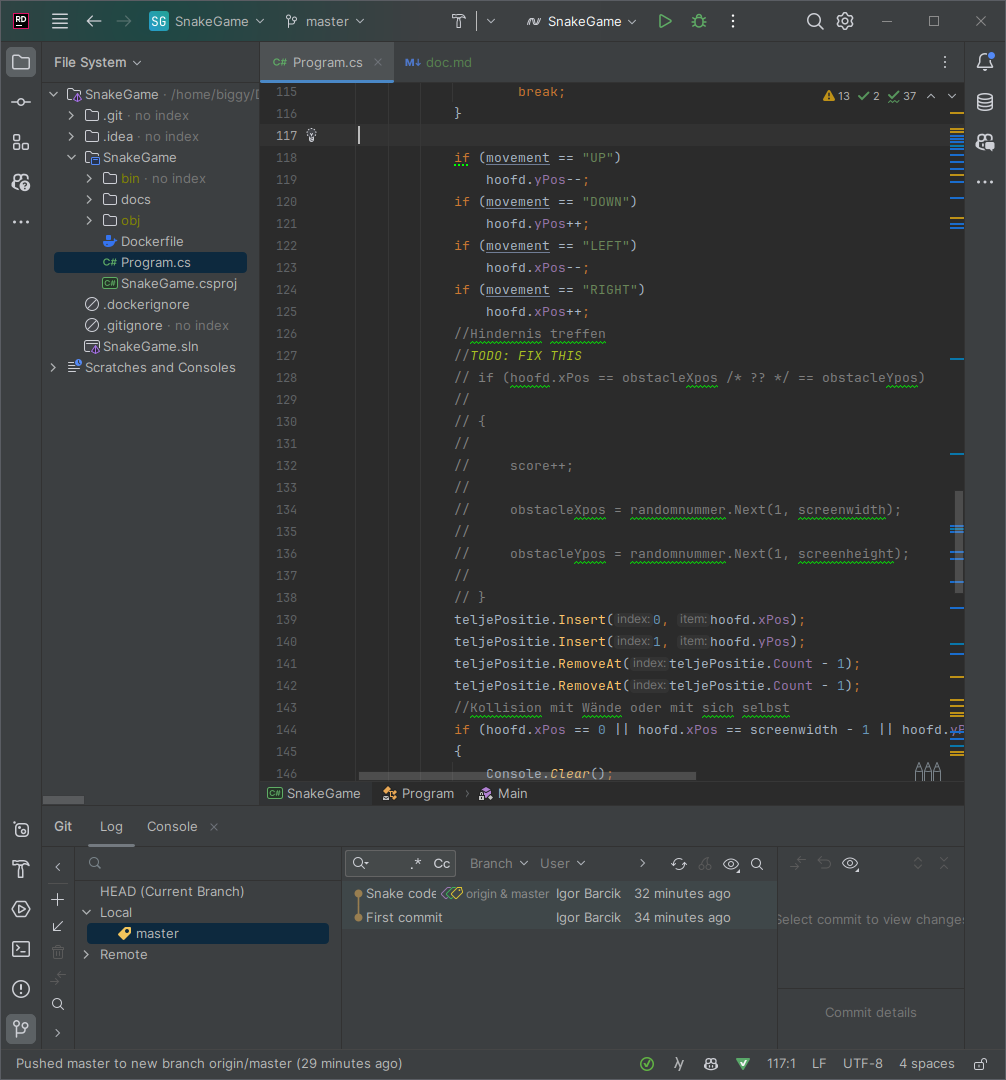 RD
SG SnakeGame
master
SnakeGame
File System
C# Program.cs
M↓ doc.md
SnakeGame · /home/biggy/
.git · no index
.idea · no index
SnakeGame
bin · no index
docs
obj
Dockerfile
C# Program.cs
C# SnakeGame.csproj
.dockerignore
.gitignore · no index
SnakeGame.sln
Scratches and Consoles
13 2 37
115 break;
116 }
117
118 if (movement == "UP")
119 hoofd.yPos--;
120 if (movement == "DOWN")
121 hoofd.yPos++;
122 if (movement == "LEFT")
123 hoofd.xPos--;
124 if (movement == "RIGHT")
125 hoofd.xPos++;
126 //Hindernis treffen
127 //TODO: FIX THIS
128 // if (hoofd.xPos == obstacleXpos /* ?? */ == obstacleYpos)
129 //
130 // {
131 //
132 // score++;
133 //
134 // obstacleXpos = randomnummer.Next(1, screenwidth);
135 //
136 // obstacleYpos = randomnummer.Next(1, screenheight);
137 //
138 // }
139 teljePositie.Insert(index: 0, item: hoofd.xPos);
140 teljePositie.Insert(index: 1, item: hoofd.yPos);
141 teljePositie.RemoveAt(index: teljePositie.Count - 1);
142 teljePositie.RemoveAt(index: teljePositie.Count - 1);
143 //Kollision mit Wände oder mit sich selbst
144 if (hoofd.xPos == 0 || hoofd.xPos == screenwidth - 1 || hoofd.yP
145 {
146 Console.Clear();
C# SnakeGame Program Main
Git Log Console
.* Cc Branch User
HEAD (Current Branch)
Local
master
Remote
Snake code origin & master Igor Barcik 32 minutes ago
First commit Igor Barcik 34 minutes ago
Select commit to view changes
Commit details
Pushed master to new branch origin/master (29 minutes ago)
117:1 LF UTF-8 4 spaces